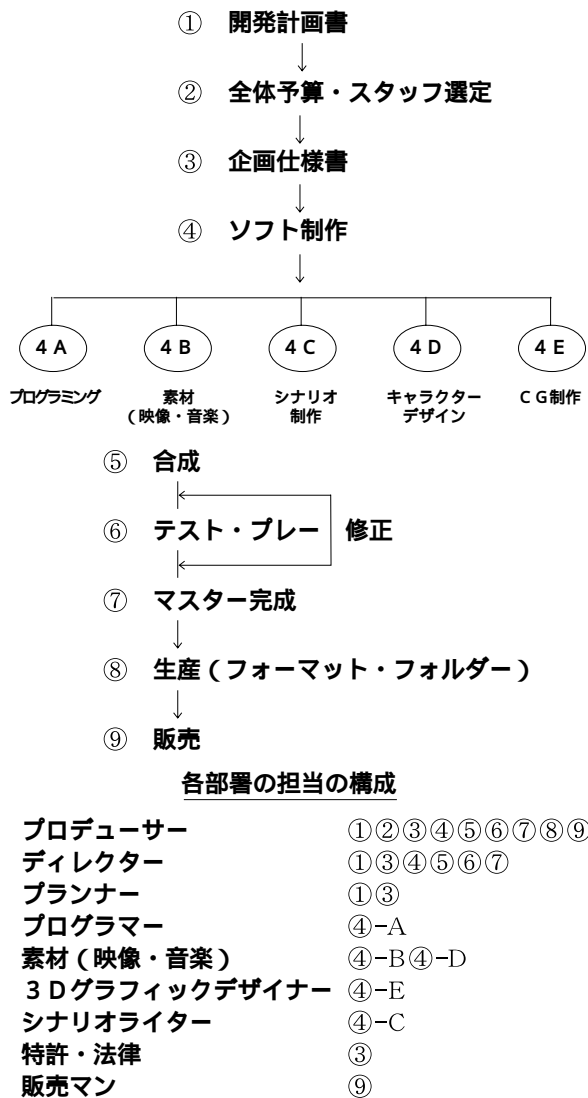 ① 開発計画書
② 全体予算・スタッフ選定
③ 企画仕様書
④ ソフト制作
4A 4B 4C 4D 4E
プログラミング 素材 シナリオ キャラクター CG制作
(映像・音楽) 制作 デザイン
⑤ 合成
⑥ テスト・プレー 修正
⑦ マスター完成
⑧ 生産(フォーマット・フォルダー)
⑨ 販売
各部署の担当の構成
プロデューサー ①②③④⑤⑥⑦⑧⑨
ディレクター ①③④⑤⑥⑦
プランナー ①③
プログラマー ④-A
素材(映像・音楽) ④-B④-D
3Dグラフィックデザイナー ④-E
シナリオライター ④-C
特許・法律 ③
販売マン ⑨